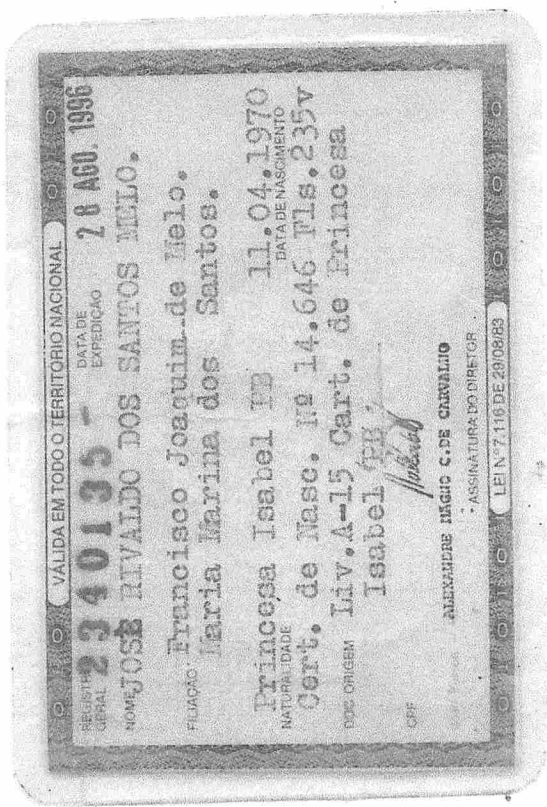 VÁLIDA EM TODO O TERRITÓRIO NACIONAL
REGISTRO GERAL 2340135 - DATA DE EXPEDIÇÃO 28 AGO. 1996
NOME JOSÉ RIVALDO DOS SANTOS MELO.
FILIAÇÃO Francisco Joaquim de Melo.
Maria Marina dos Santos.
Princesa Isabel PB 11.04.1970
NATURALIDADE DATA DE NASCIMENTO
Cert. de Nasc. Nº 14.646 Fls.235v
DOC ORIGEM Liv.A-15 Cart. de Princesa
Isabel PB.
CPF
ALEXANDRE MAGNO C.DE CARVALHO
ASSINATURA DO DIRETOR
LEI Nº 7.116 DE 29/08/83